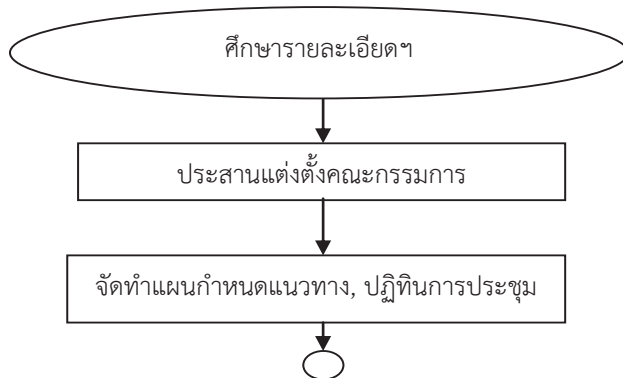 ศึกษารายละเอียดฯ
ประสานแต่งตั้งคณะกรรมการ
จัดทำแผนกำหนดแนวทาง, ปฏิทินการประชุม